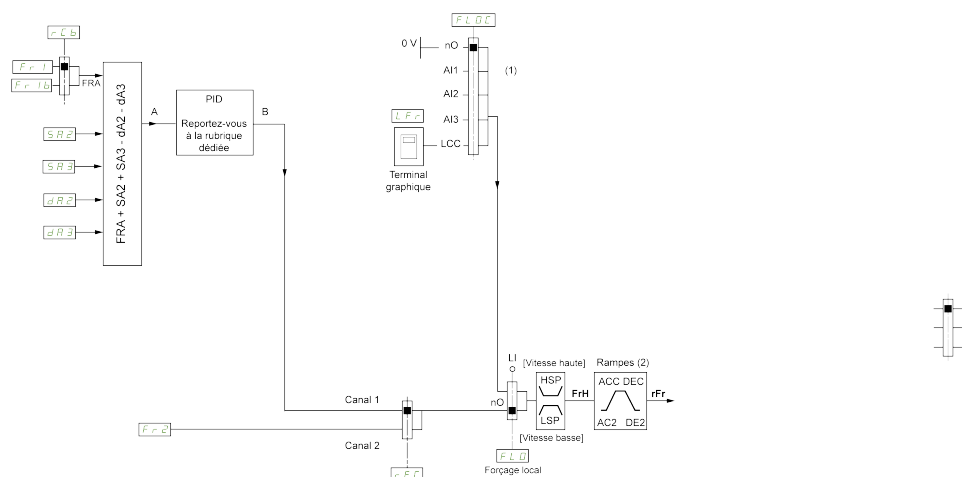 rCb
FLOC
0 V
nO
Fr1
AI1
(1)
Fr1b
FRA
AI2
A
PID
B
LFr
AI3
Reportez-vous
à la rubrique
dédiée
SA2
LCC
FRA + SA2 + SA3 - dA2 - dA3
SA3
Terminal
graphique
dA2
dA3
LI
[Vitesse haute]
Rampes (2)
HSP
ACC DEC
FrH
rFr
Canal 1
nO
LSP
AC2 DE2
Fr2
[Vitesse basse]
Canal 2
FLO
Forçage local
rFC